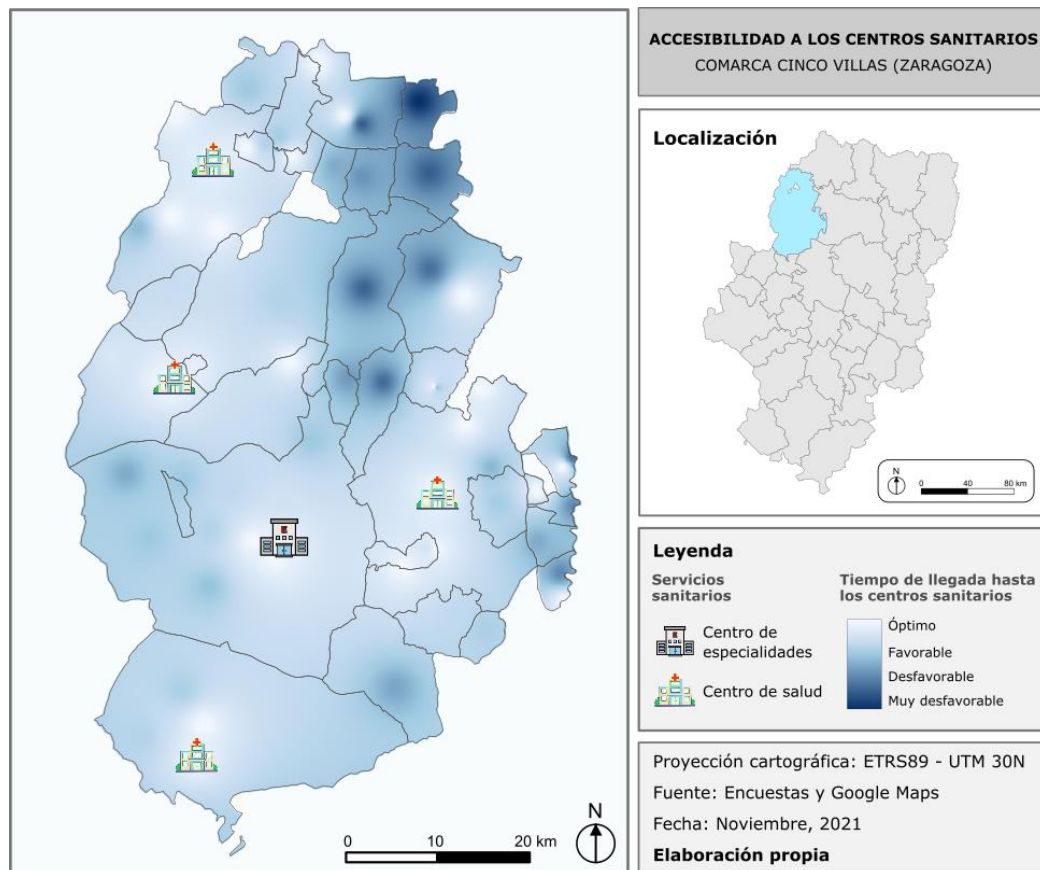 ACCESIBILIDAD A LOS CENTROS SANITARIOS
COMARCA CINCO VILLAS (ZARAGOZA)
Localización
N
0 40 80 km
Leyenda
Servicios
sanitarios
Centro de
especialidades
Centro de salud
Tiempo de llegada hasta
los centros sanitarios
Óptimo
Favorable
Desfavorable
Muy desfavorable
Proyección cartográfica: ETRS89 - UTM 30N
Fuente: Encuestas y Google Maps
Fecha: Noviembre, 2021
Elaboración propia
0 10 20 km
N